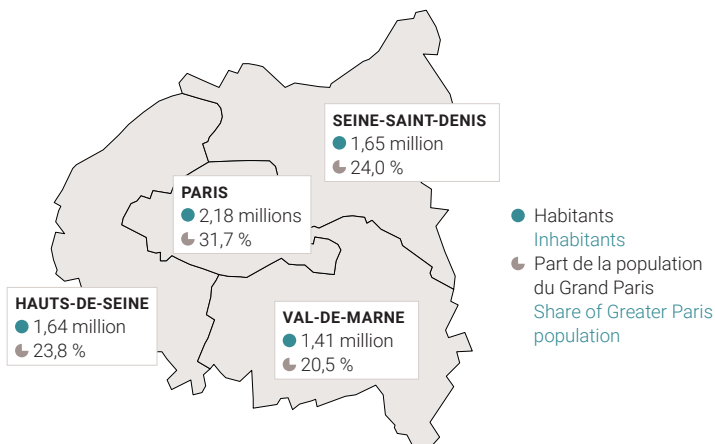 SEINE-SAINT-DENIS
1,65 million
24,0 %
PARIS
2,18 millions
31,7 %
HAUTS-DE-SEINE
1,64 million
23,8 %
VAL-DE-MARNE
1,41 million
20,5 %
Habitants
Inhabitants
Part de la population
du Grand Paris
Share of Greater Paris
population